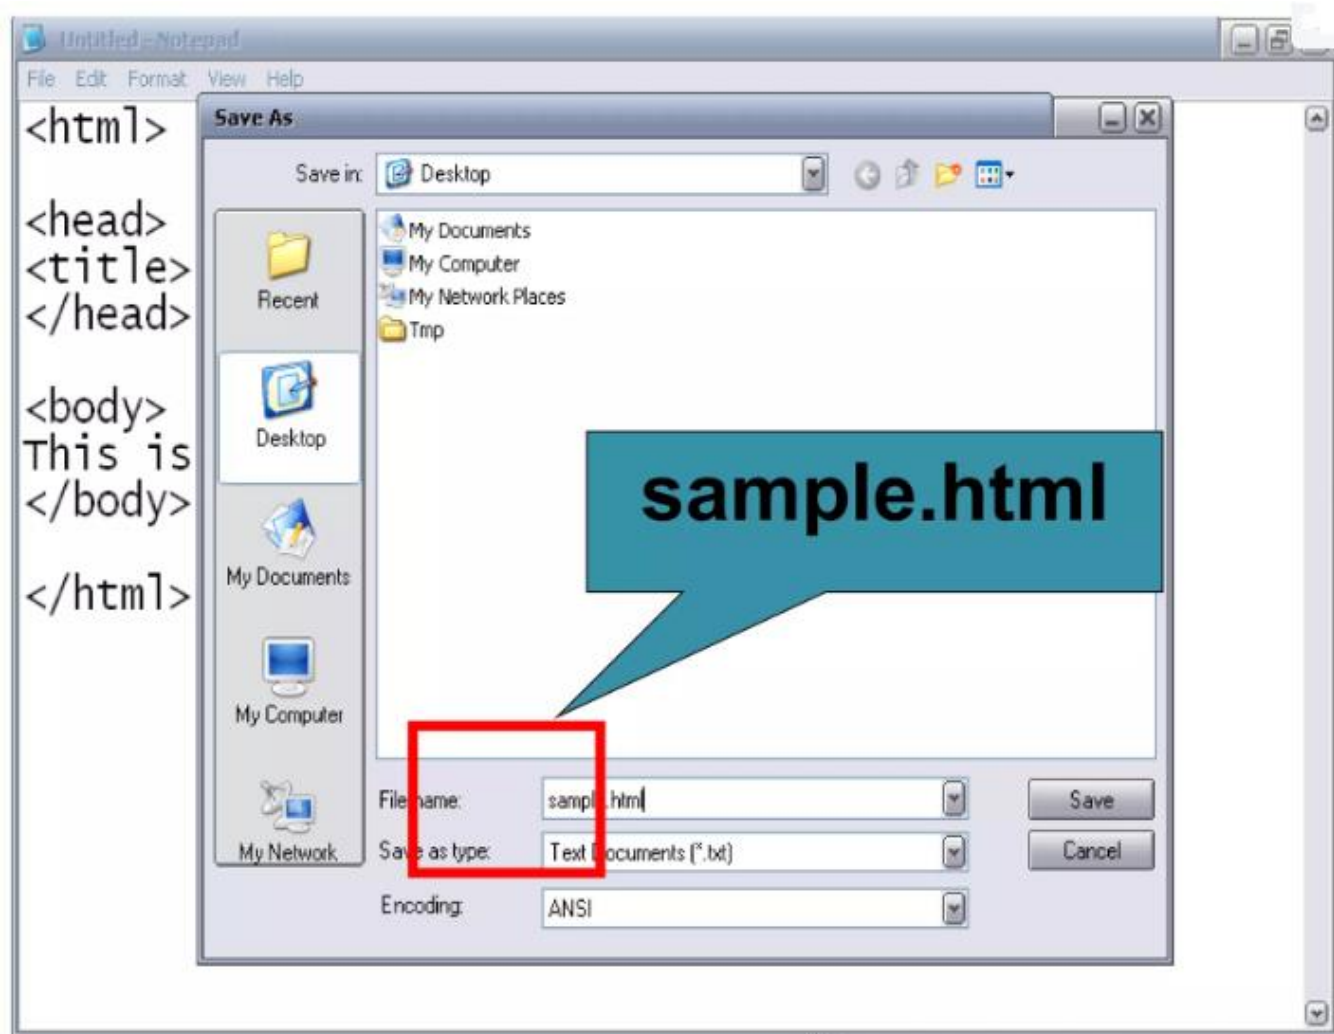 Untitled - Notepad
File Edit Format View Help
<html>
<head>
<title>
</head>
<body>
This is
</body>
</html>
Save As
Save in: Desktop
My Documents
My Computer
My Network Places
Tmp
Recent
Desktop
My Documents
My Computer
My Network
sample.html
File name: sample.html
Save
Save as type: Text Documents (*.txt)
Cancel
Encoding: ANSI